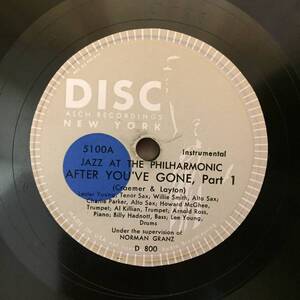 DISC
ASCH RECORDINGS
NEW YORK
5100A
Instrumental
JAZZ AT THE PHILHARMONIC
AFTER YOU'VE GONE, Part 1
(Craemer & Layton)
Lester Young, Tenor Sax, Willie Smith, Alto Sax;
Charlie Parker, Alto Sax; Howard McGhee,
Trumpet; Al Killian, Trumpet; Arnold Ross,
Piano; Billy Hadnott, Bass; Lee Young,
Drums
Under the supervision of
NORMAN GRANZ
D 800